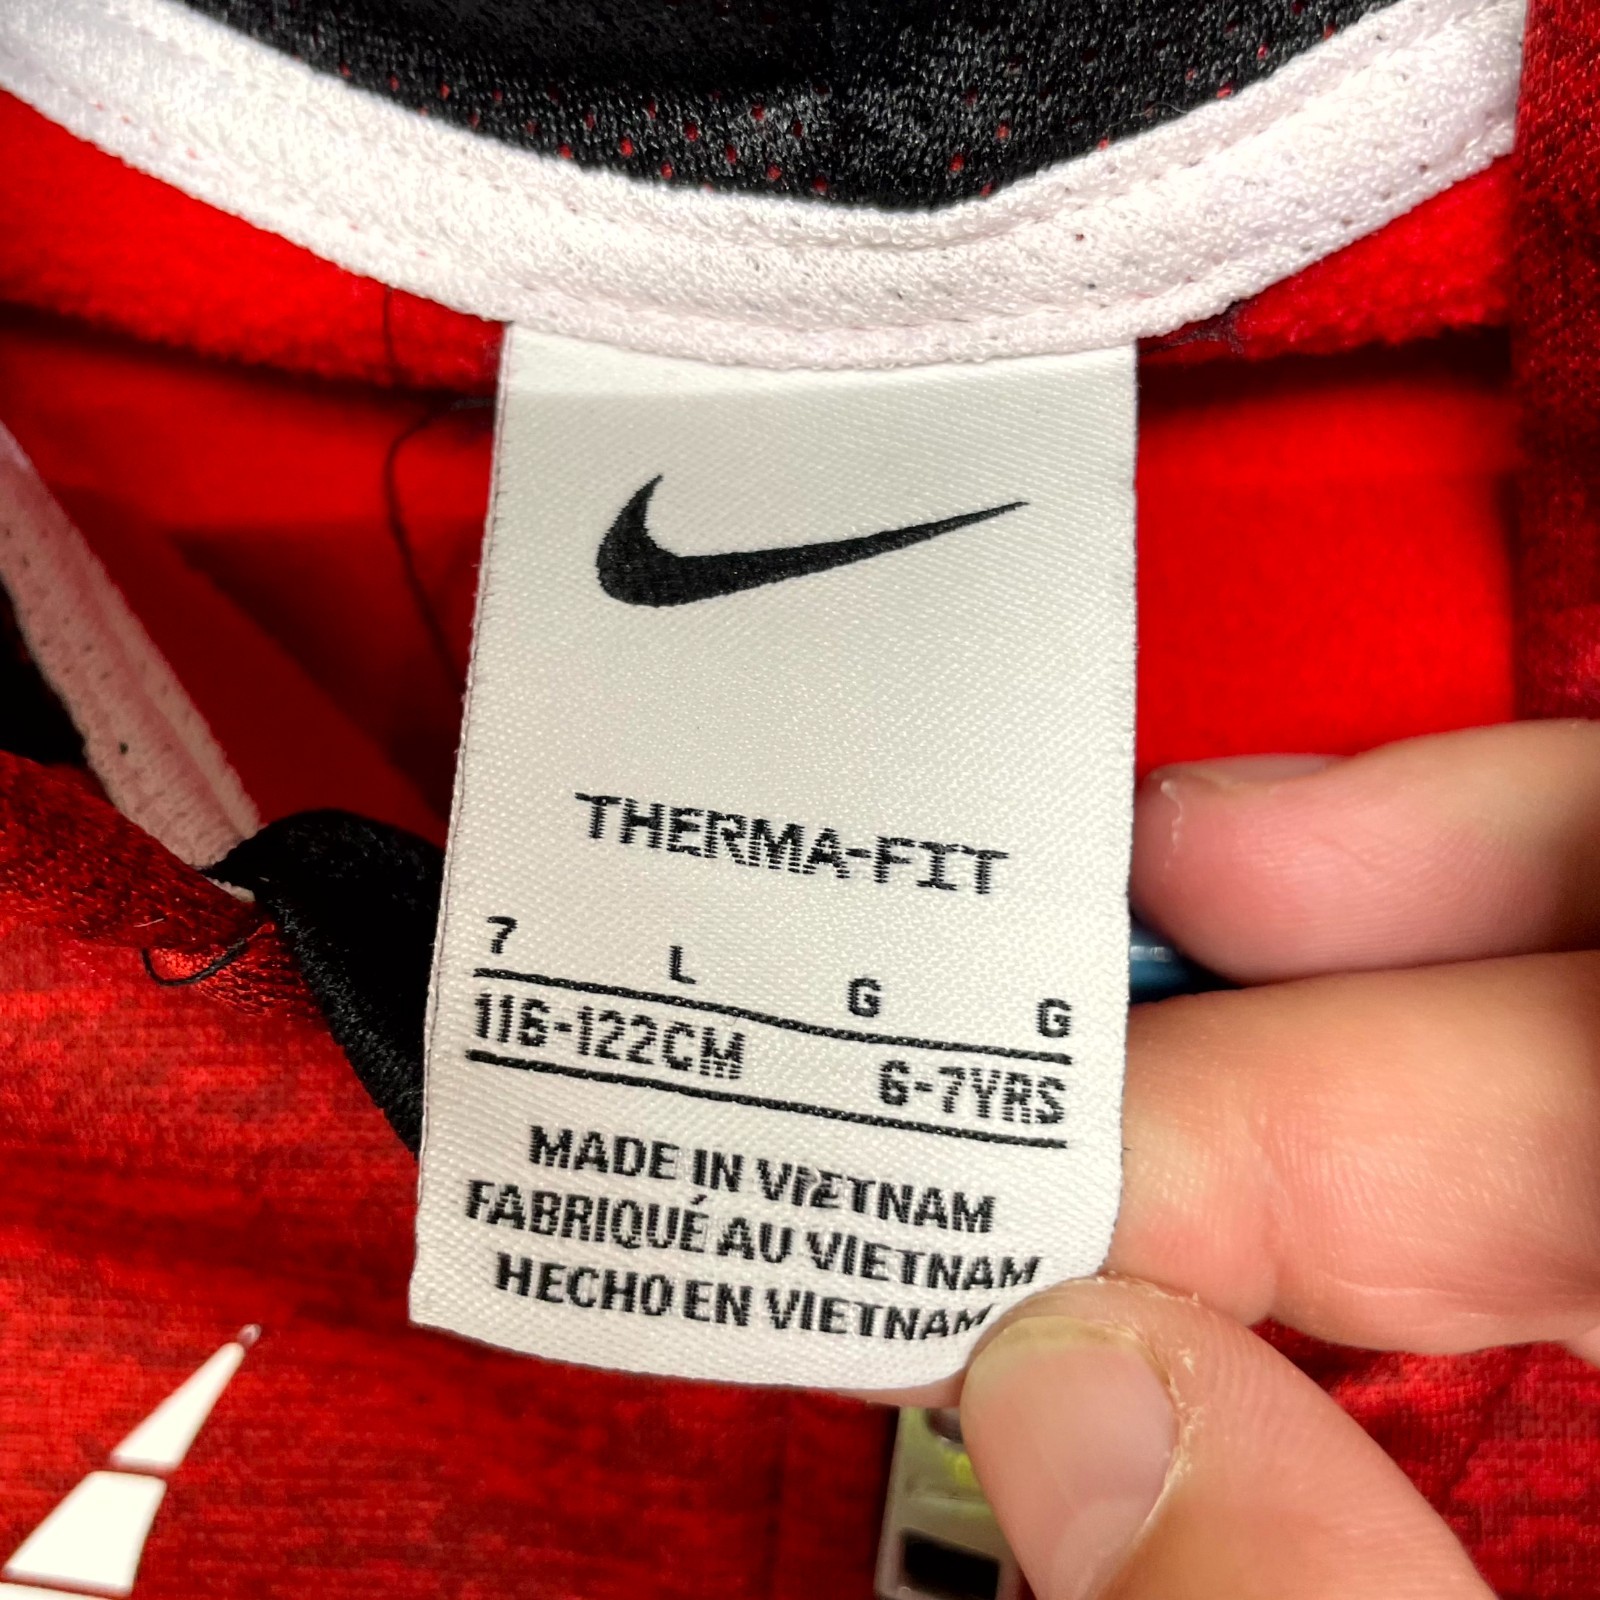 THERMA-FIT
7 L G G
116-122CM 6-7YRS
MADE IN VIETNAM
FABRIQUÉ AU VIETNAM
HECHO EN VIETNAM